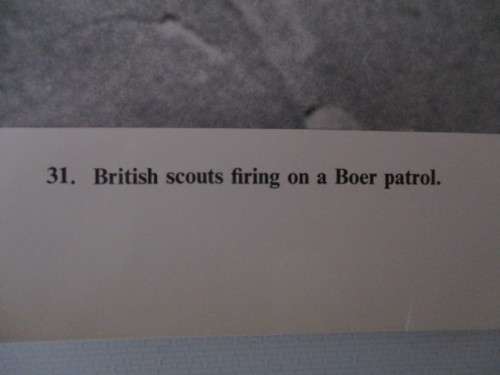 31. British scouts firing on a Boer patrol.